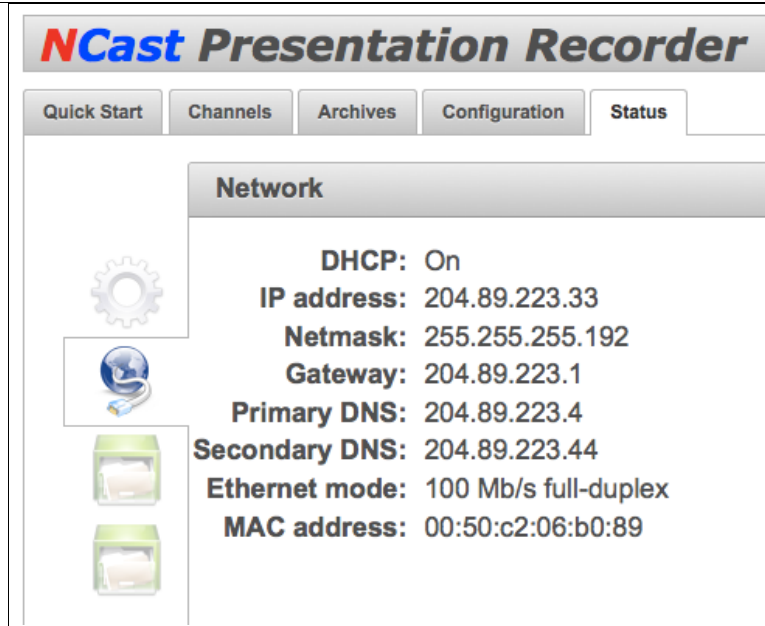 NCast Presentation Recorder
Quick Start Channels Archives Configuration Status
Network
DHCP: On
IP address: 204.89.223.33
Netmask: 255.255.255.192
Gateway: 204.89.223.1
Primary DNS: 204.89.223.4
Secondary DNS: 204.89.223.44
Ethernet mode: 100 Mb/s full-duplex
MAC address: 00:50:c2:06:b0:89